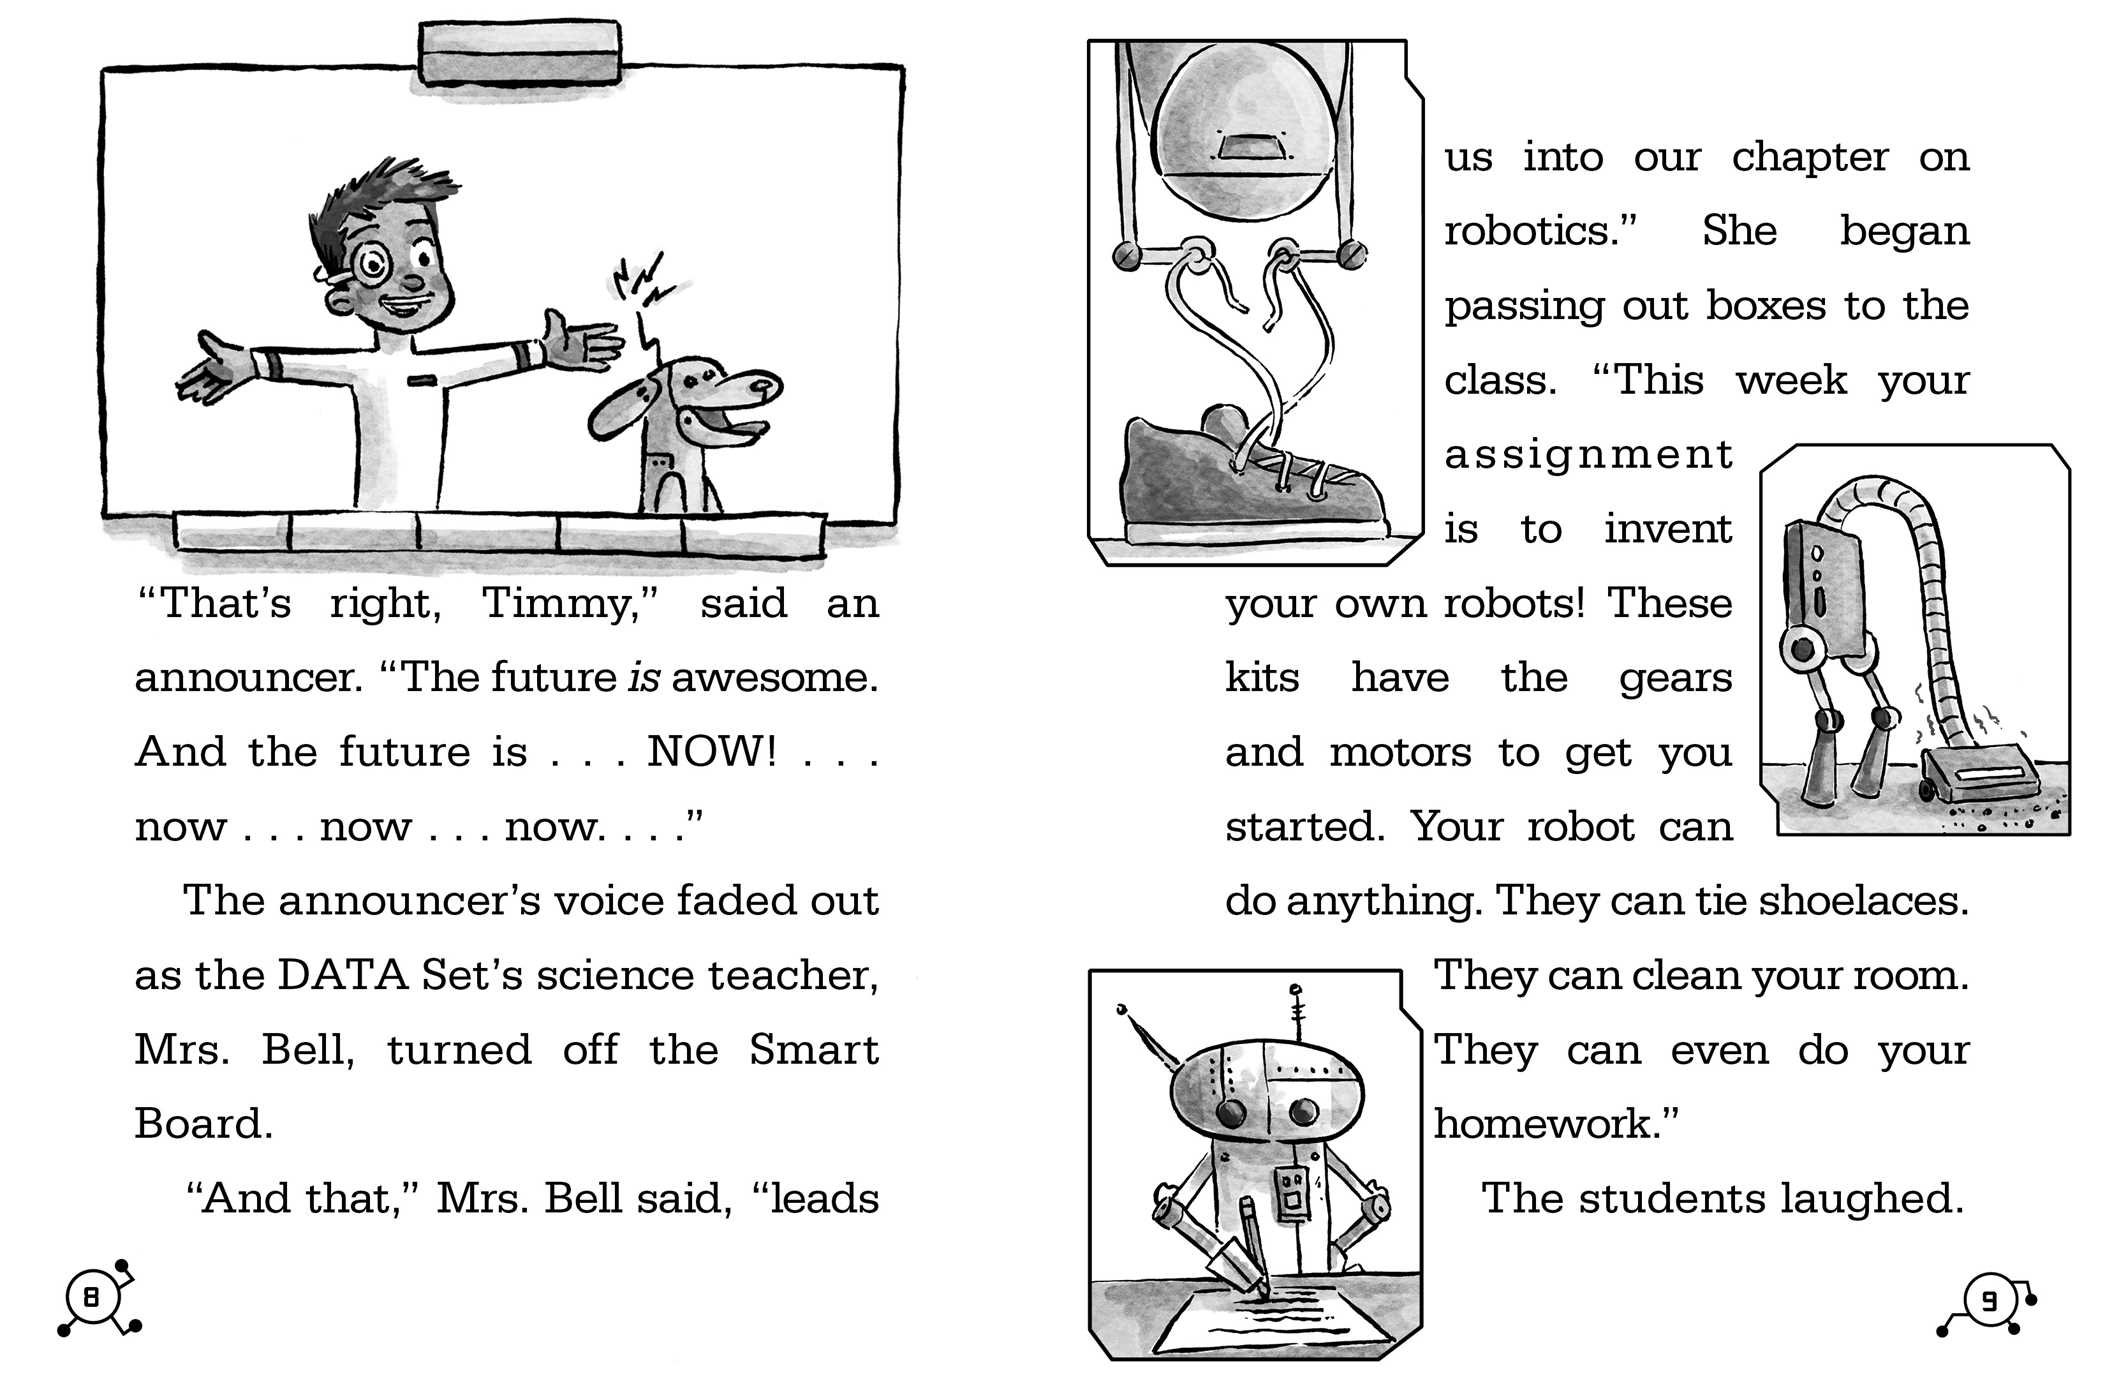 “That’s right, Timmy,” said an
announcer. “The future is awesome.
And the future is . . . NOW! . . .
now . . . now . . . now. . . .”
The announcer’s voice faded out
as the DATA Set’s science teacher,
Mrs. Bell, turned off the Smart
Board.
“And that,” Mrs. Bell said, “leads
8
us into our chapter on
robotics.” She began
passing out boxes to the
class. “This week your
assignment
is to invent
your own robots! These
kits have the gears
and motors to get you
started. Your robot can
do anything. They can tie shoelaces.
They can clean your room.
They can even do your
homework.”
The students laughed.
9